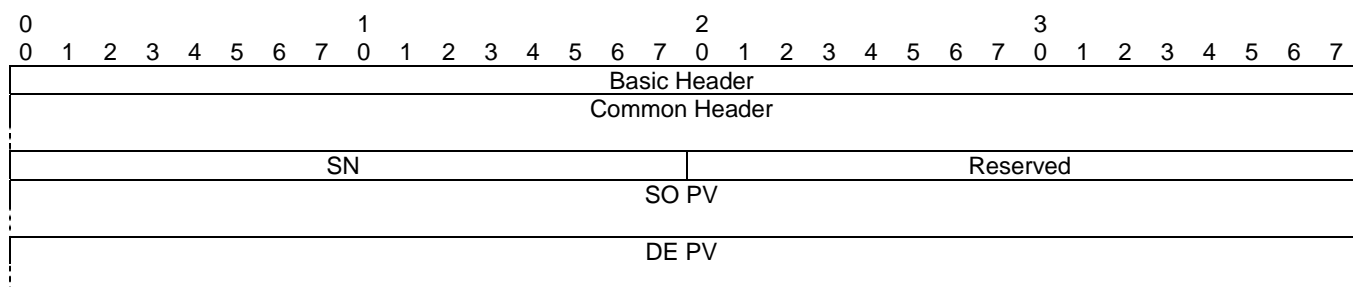 0 1 2 3
0 1 2 3 4 5 6 7 0 1 2 3 4 5 6 7 0 1 2 3 4 5 6 7 0 1 2 3 4 5 6 7
Basic Header
Common Header
SN Reserved
SO PV
DE PV